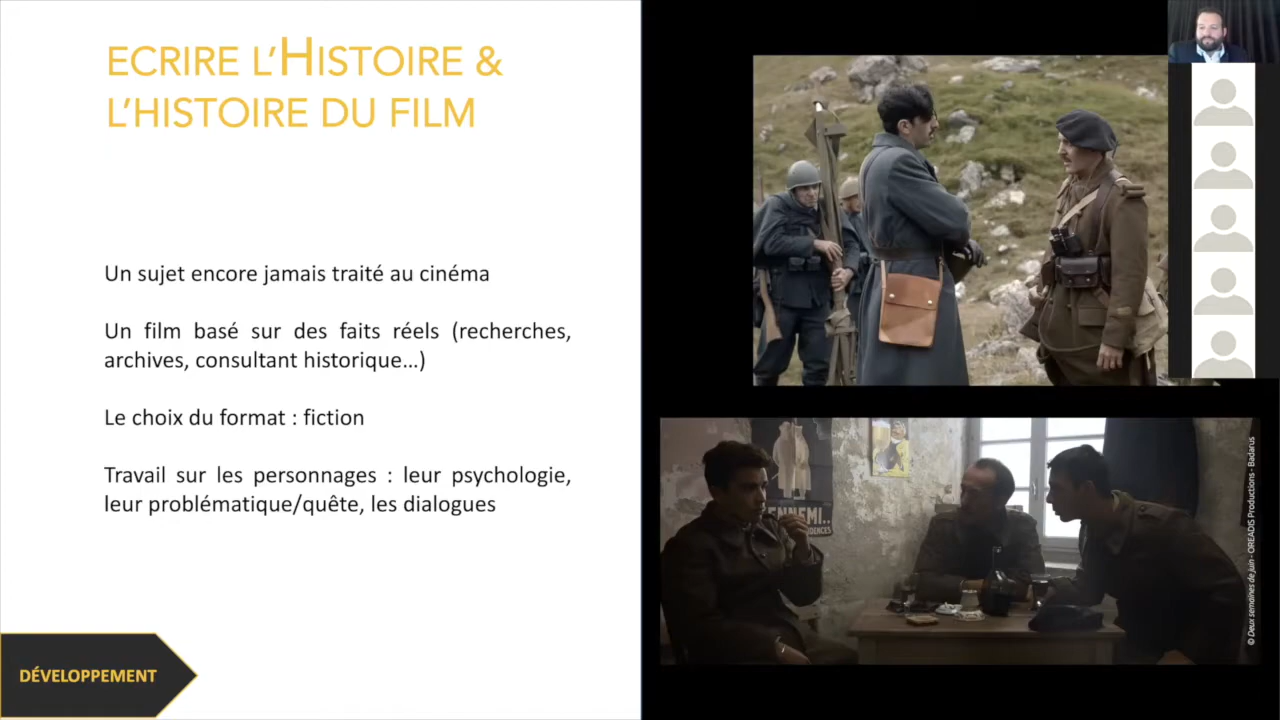 ECRIRE L'HISTOIRE &
L'HISTOIRE DU FILM
Un sujet encore jamais traité au cinéma
Un film basé sur des faits réels (recherches,
archives, consultant historique...)
Le choix du format : fiction
Travail sur les personnages : leur psychologie,
leur problématique/quête, les dialogues
DÉVELOPPEMENT
ENNEMI..
© Deux semaines de juin - OREADIS Productions - Badarus